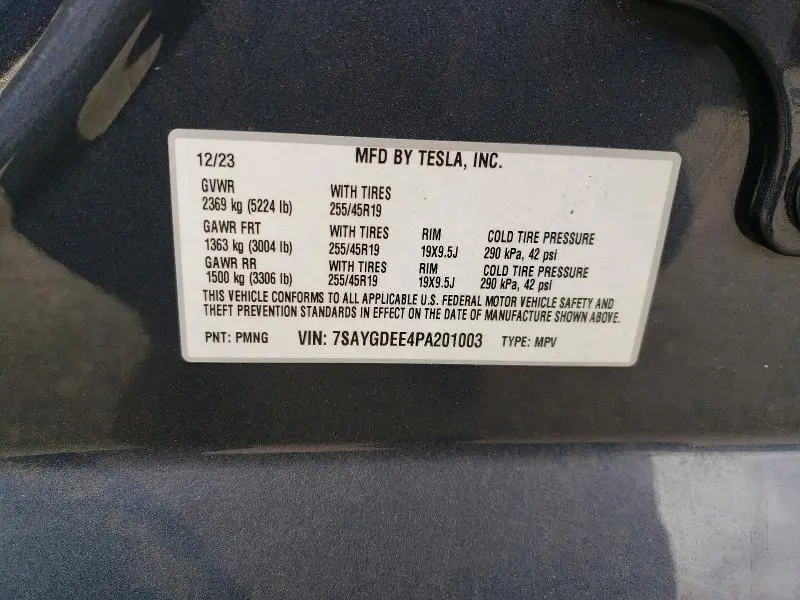 12/23 MFD BY TESLA, INC.
GVWR WITH TIRES
2369 kg (5224 lb) 255/45R19
GAWR FRT WITH TIRES RIM COLD TIRE PRESSURE
1363 kg (3004 lb) 255/45R19 19X9.5J 290 kPa, 42 psi
GAWR RR WITH TIRES RIM COLD TIRE PRESSURE
1500 kg (3306 lb) 255/45R19 19X9.5J 290 kPa, 42 psi
THIS VEHICLE CONFORMS TO ALL APPLICABLE U.S. FEDERAL MOTOR VEHICLE SAFETY AND
THEFT PREVENTION STANDARDS IN EFFECT ON THE DATE OF MANUFACTURE SHOWN ABOVE.
PNT: PMNG VIN: 7SAYGDEE4PA201003 TYPE: MPV